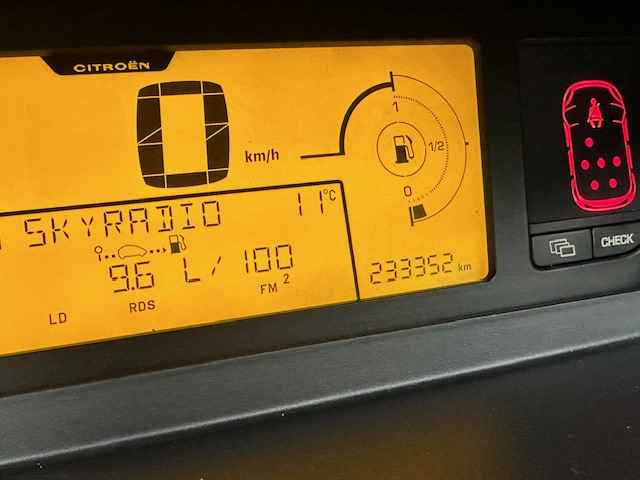 CITROËN
0
km/h
1
1/2
0
SKYRADIO 11°C
9.6 L/100
LD RDS FM 2
233352 km
CHECK